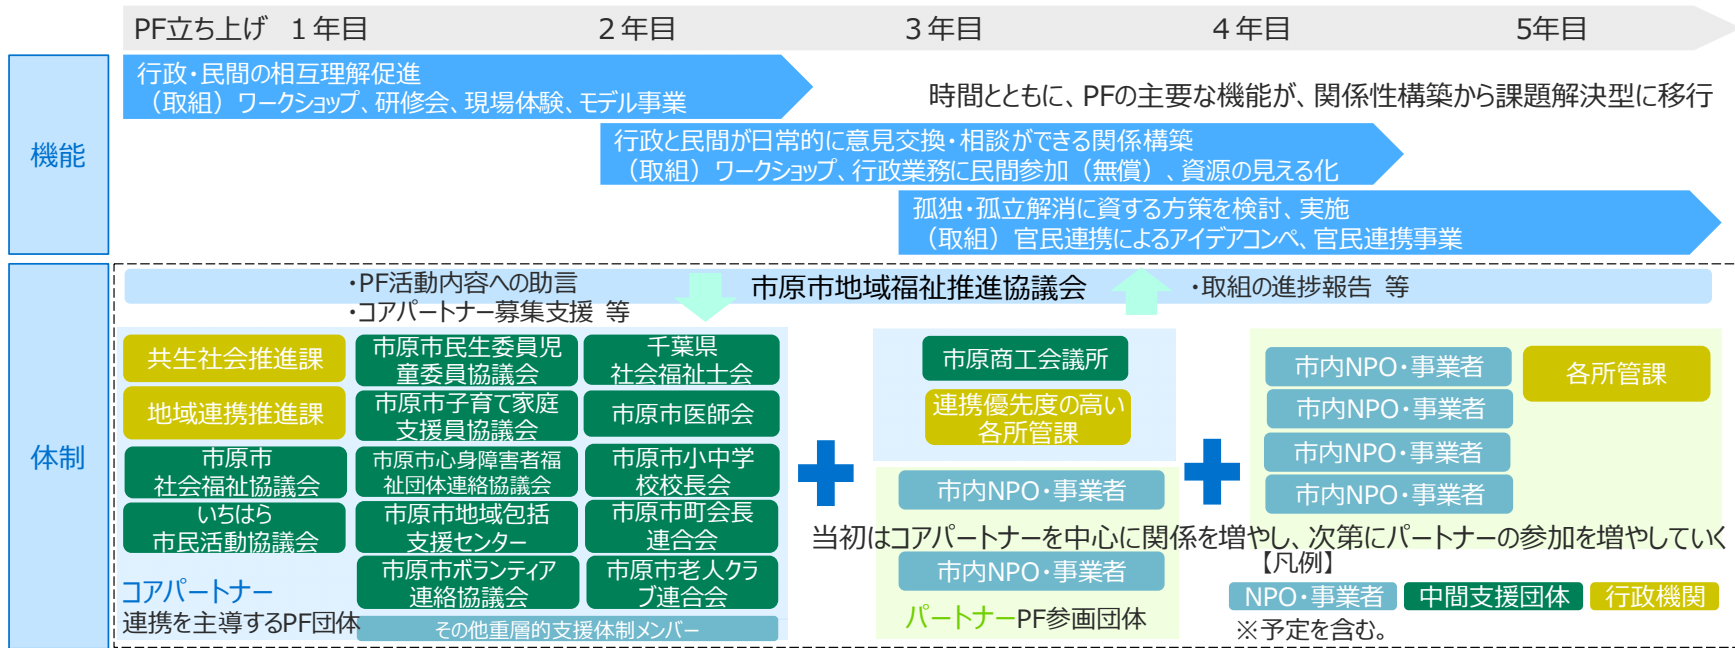 PF立ち上げ 1年目
2年目
3年目
4年目
5年目
機能
行政・民間の相互理解促進
（取組）ワークショップ、研修会、現場体験、モデル事業
時間とともに、PFの主要な機能が、関係性構築から課題解決型に移行
行政と民間が日常的に意見交換・相談ができる関係構築
（取組）ワークショップ、行政業務に民間参加（無償）、資源の見える化
孤独・孤立解消に資する方策を検討、実施
（取組）官民連携によるアイデアコンペ、官民連携事業
体制
・PF活動内容への助言
・コアパートナー募集支援 等
市原市地域福祉推進協議会
・取組の進捗報告 等
共生社会推進課
地域連携推進課
市原市
社会福祉協議会
いちはら
市民活動協議会
市原市民生委員児
童委員協議会
市原市子育て家庭
支援員協議会
市原市心身障害者福
祉団体連絡協議会
市原市地域包括
支援センター
市原市ボランティア
連絡協議会
千葉県
社会福祉士会
市原市医師会
市原市小中学
校校長会
市原市町会長
連合会
市原市老人クラ
ブ連合会
その他重層的支援体制メンバー
コアパートナー
連携を主導するPF団体
市原商工会議所
連携優先度の高い
各所管課
市内NPO・事業者
市内NPO・事業者
パートナーPF参画団体
市内NPO・事業者
市内NPO・事業者
市内NPO・事業者
市内NPO・事業者
各所管課
当初はコアパートナーを中心に関係を増やし、次第にパートナーの参加を増やしていく
【凡例】
NPO・事業者
中間支援団体
行政機関
※予定を含む。